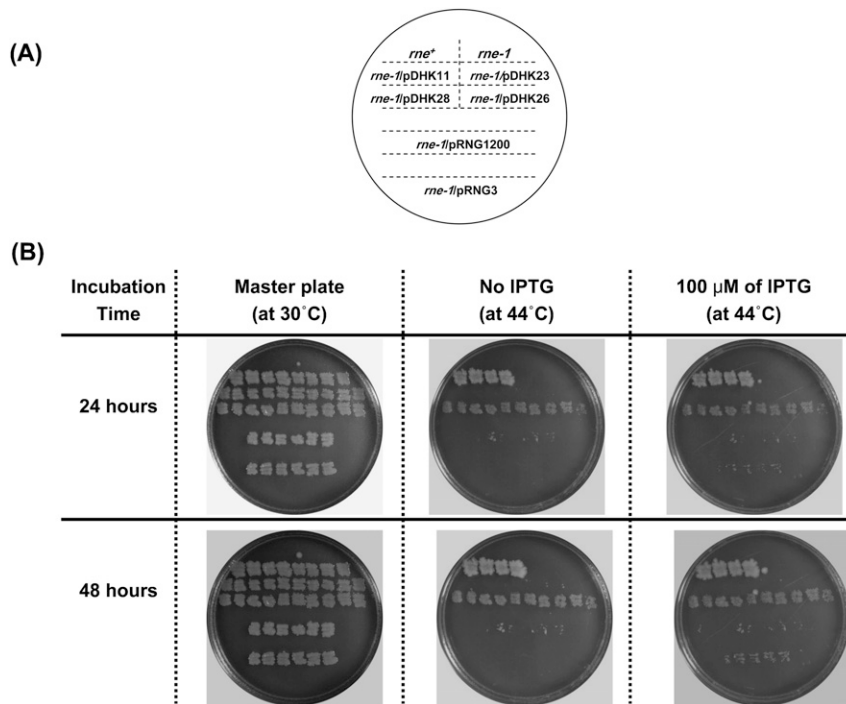 (A)
rne+ rne-1
rne-1/pDHK11 rne-1/pDHK23
rne-1/pDHK28 rne-1/pDHK26
rne-1/pRNG1200
rne-1/pRNG3
(B)
Incubation Time
Master plate (at 30˚C)
No IPTG (at 44˚C)
100 µM of IPTG (at 44˚C)
24 hours
48 hours